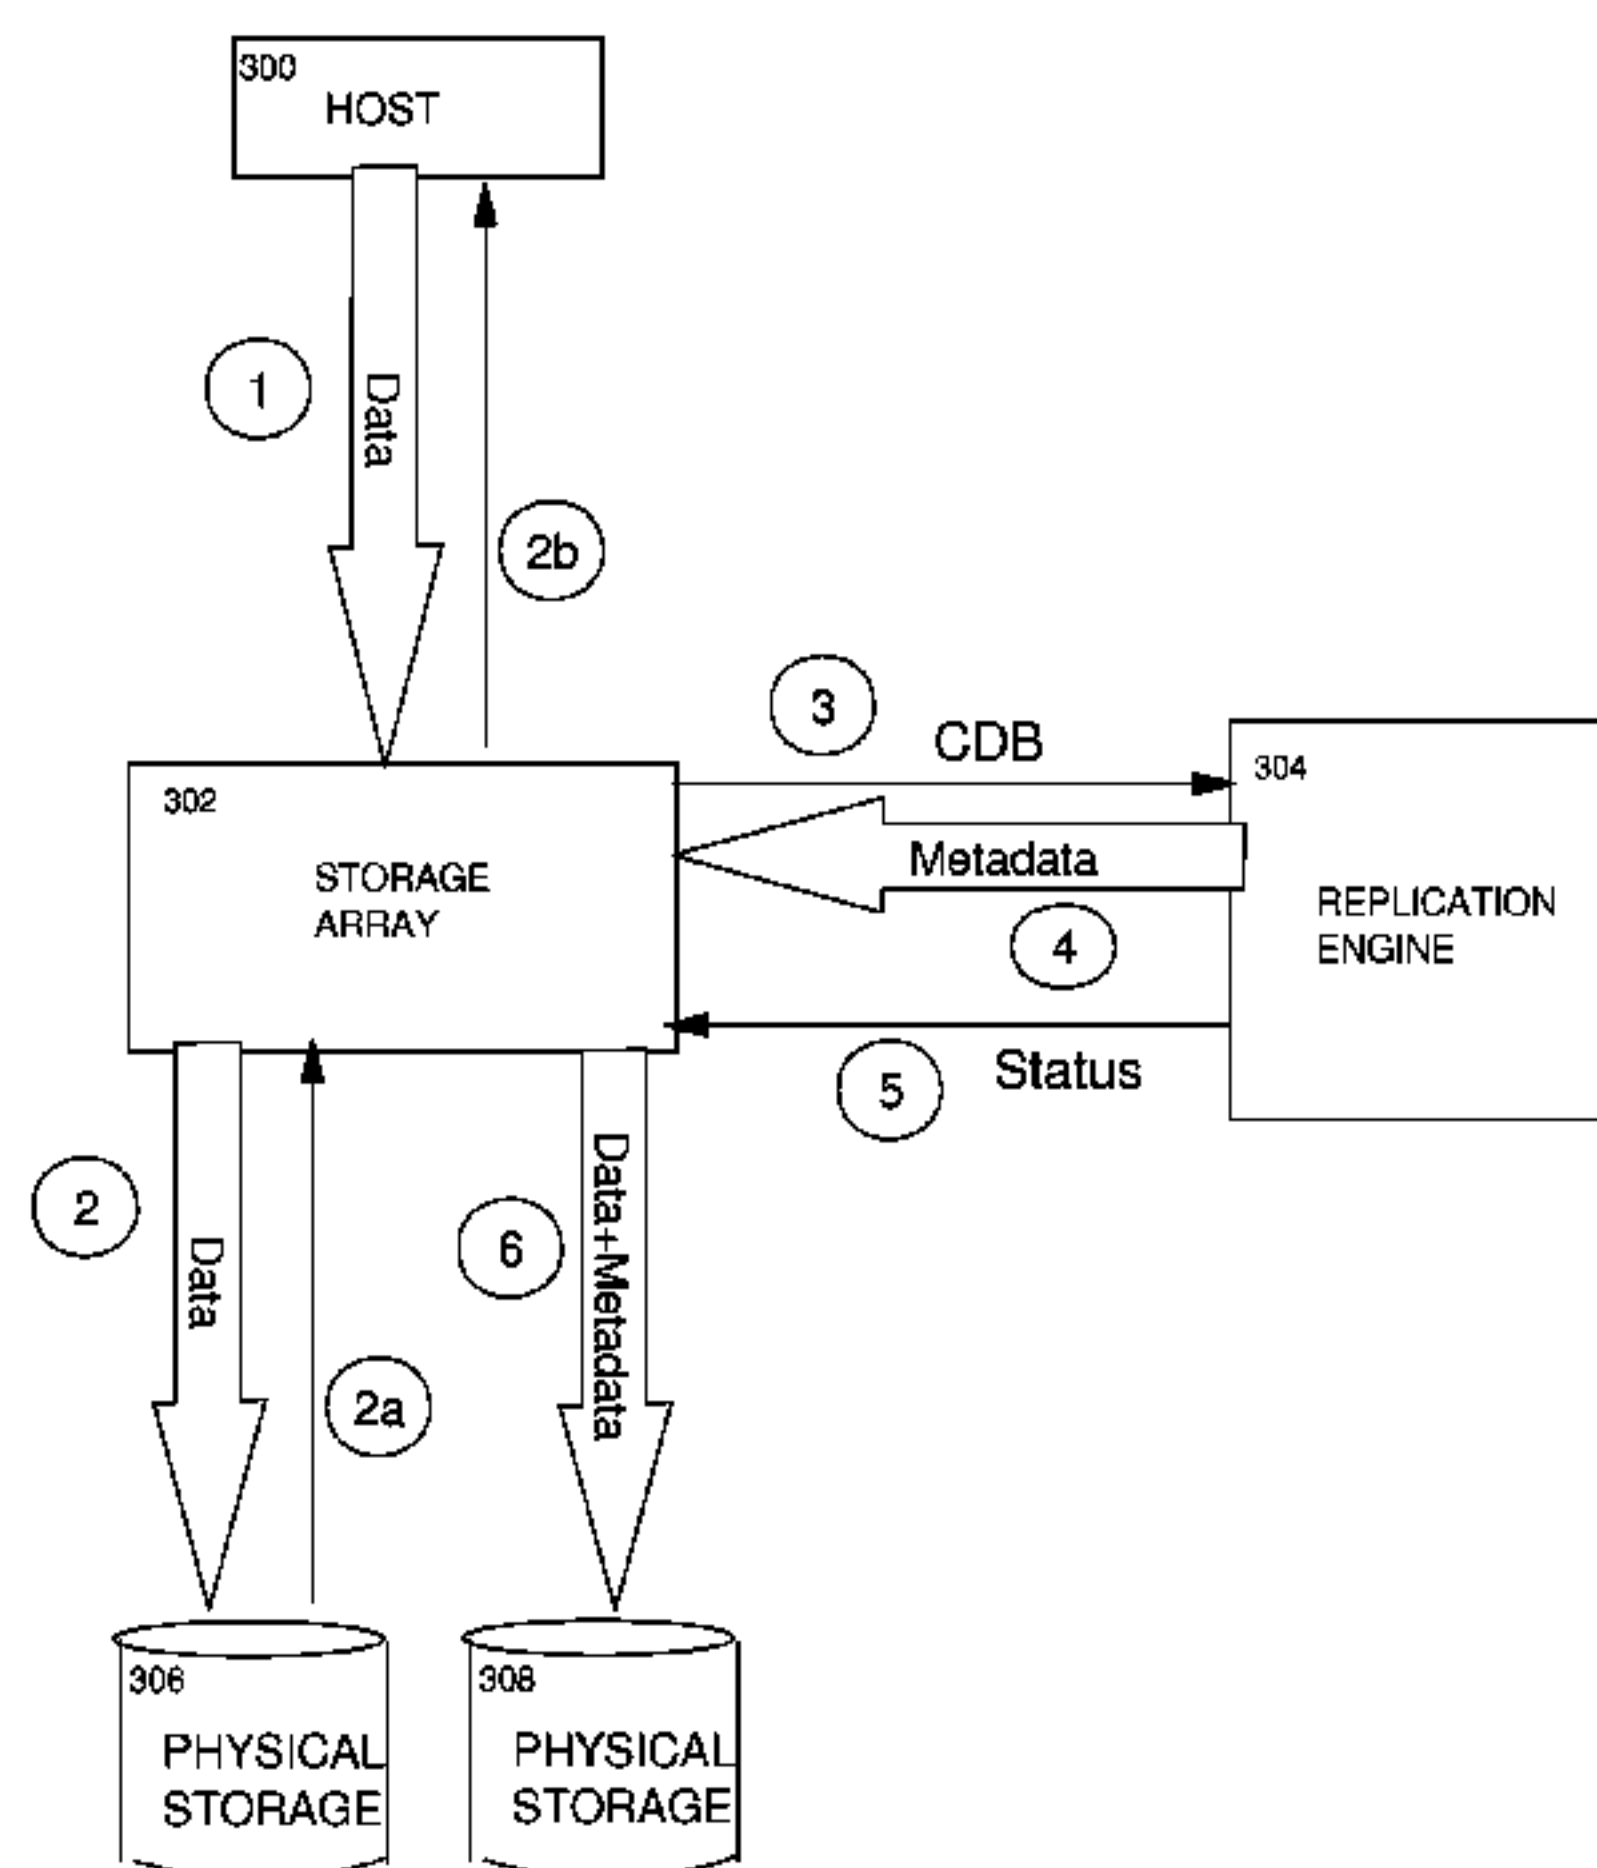 300
HOST
1
Data
2b
3
CDB
304
302
Metadata
STORAGE
ARRAY
REPLICATION
ENGINE
4
5
Status
2
Data
6
Data+Metadata
2a
306
PHYSICAL
STORAGE
308
PHYSICAL
STORAGE